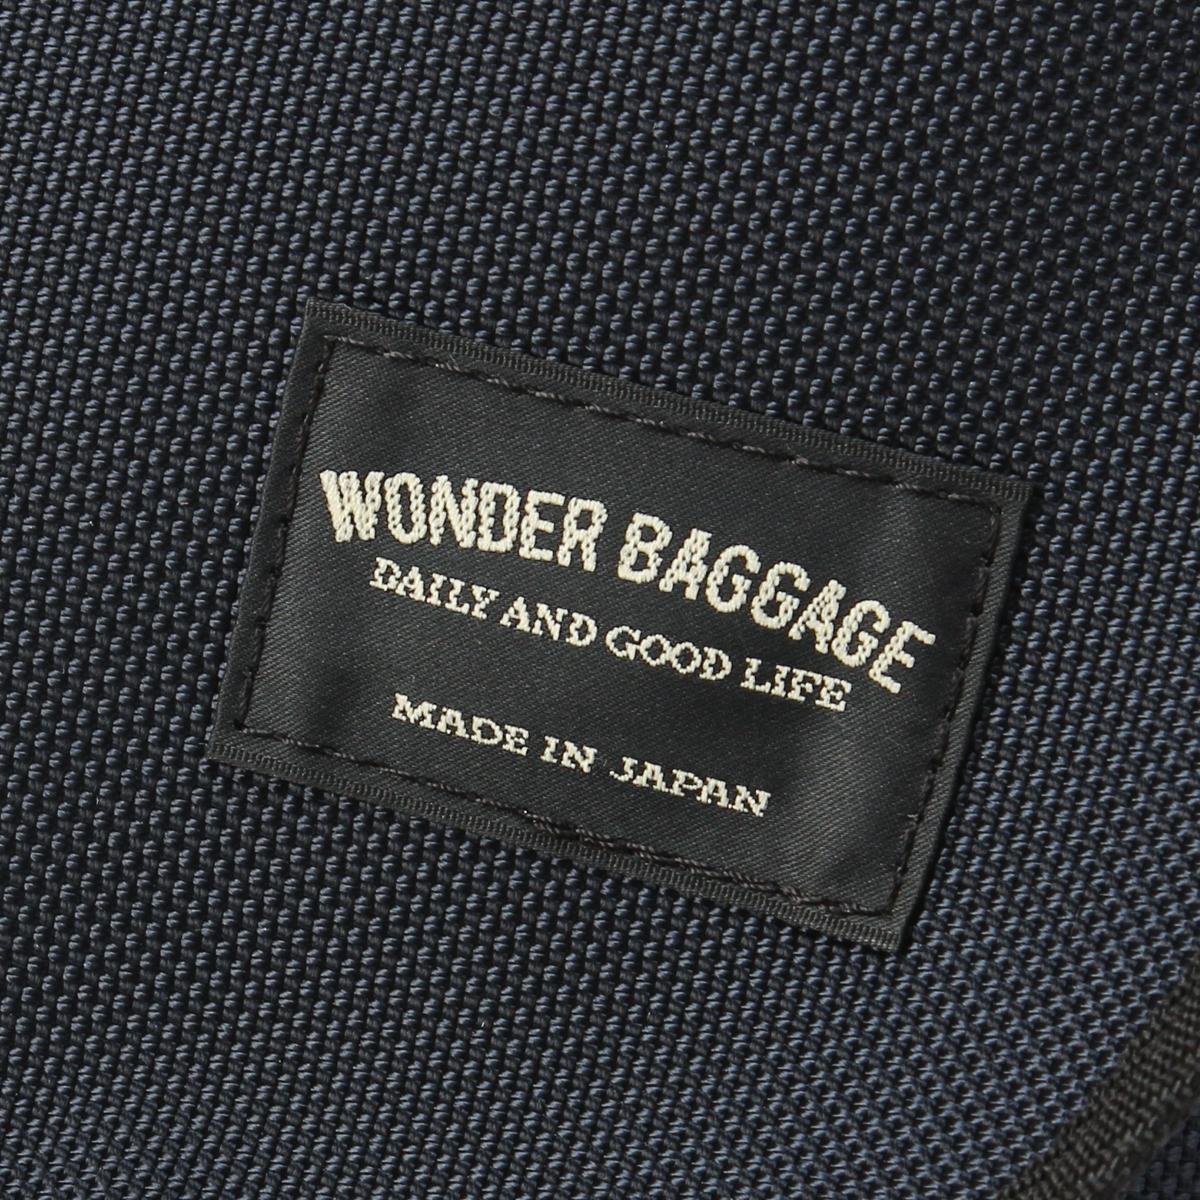 WONDER BAGGAGE
DAILY AND GOOD LIFE
MADE IN JAPAN